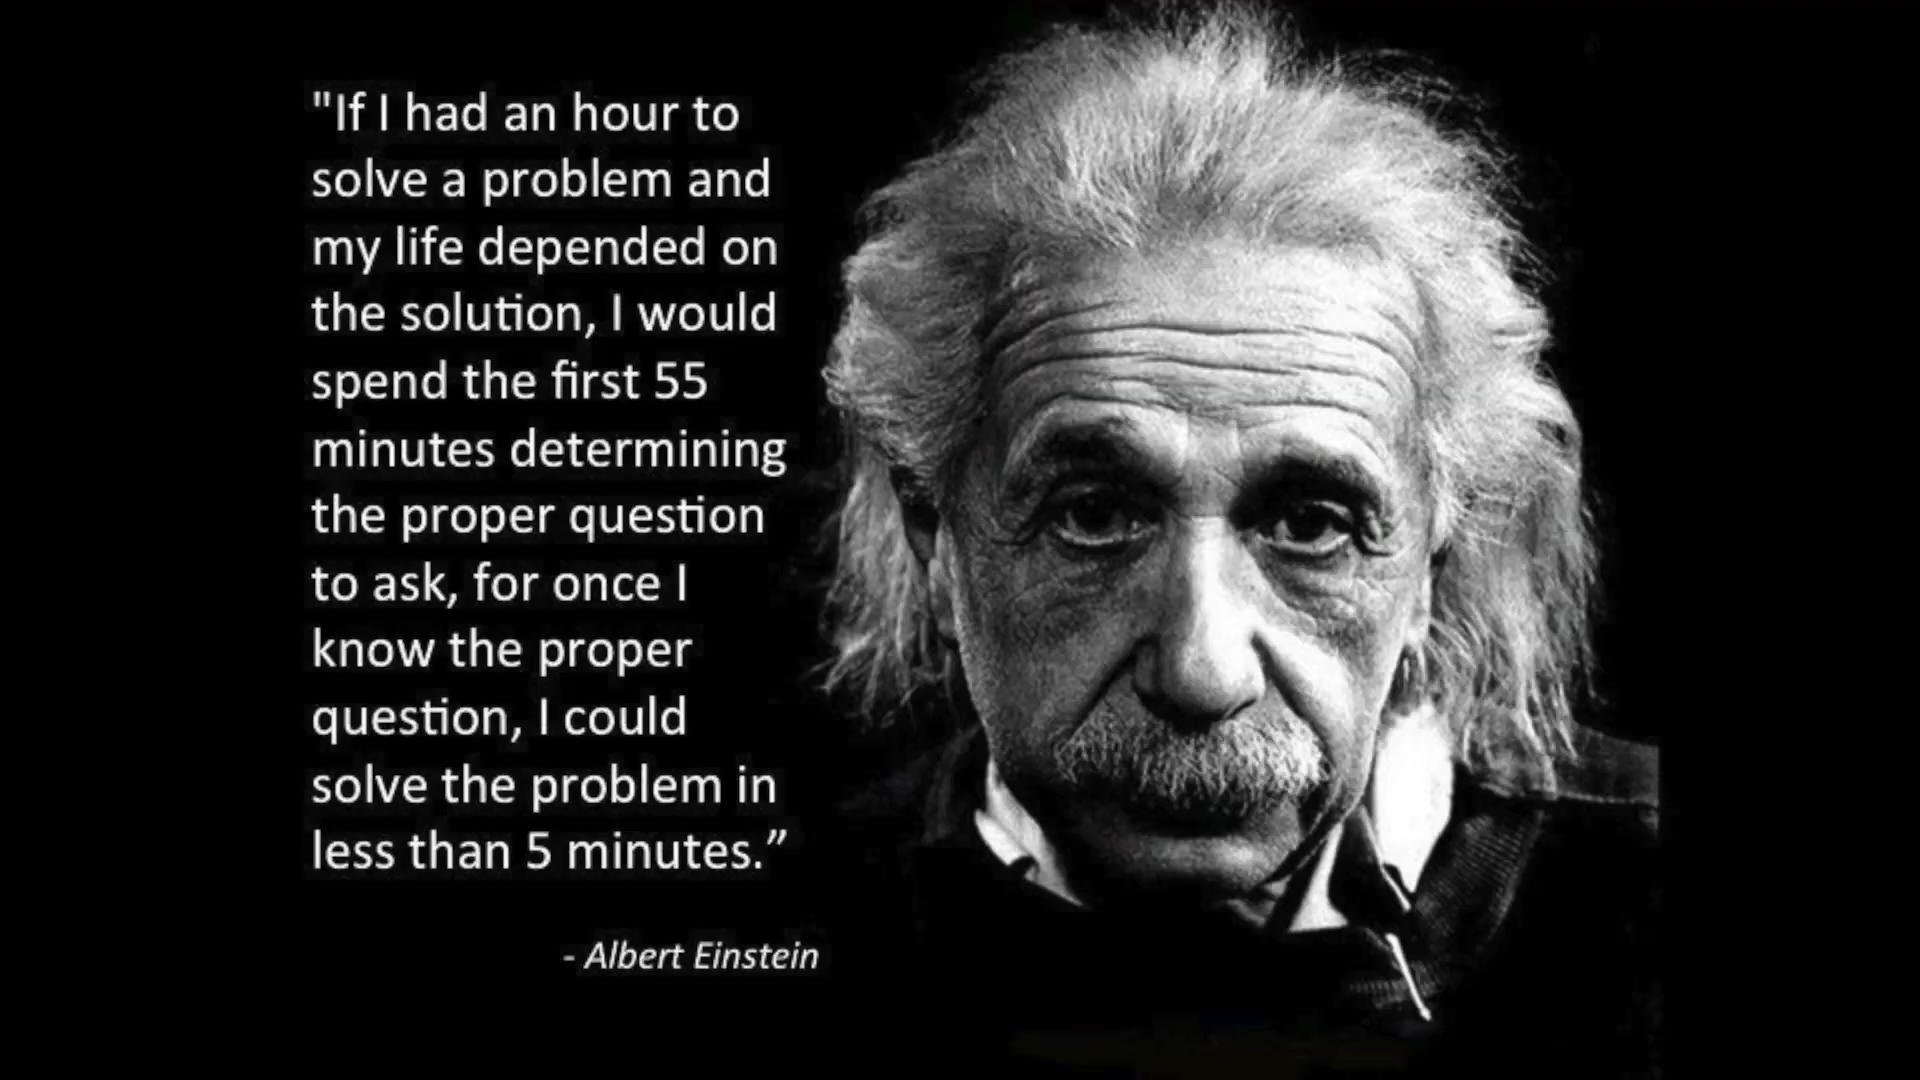 "If I had an hour to
solve a problem and
my life depended on
the solution, I would
spend the first 55
minutes determining
the proper question
to ask, for once I
know the proper
question, I could
solve the problem in
less than 5 minutes.”
- Albert Einstein